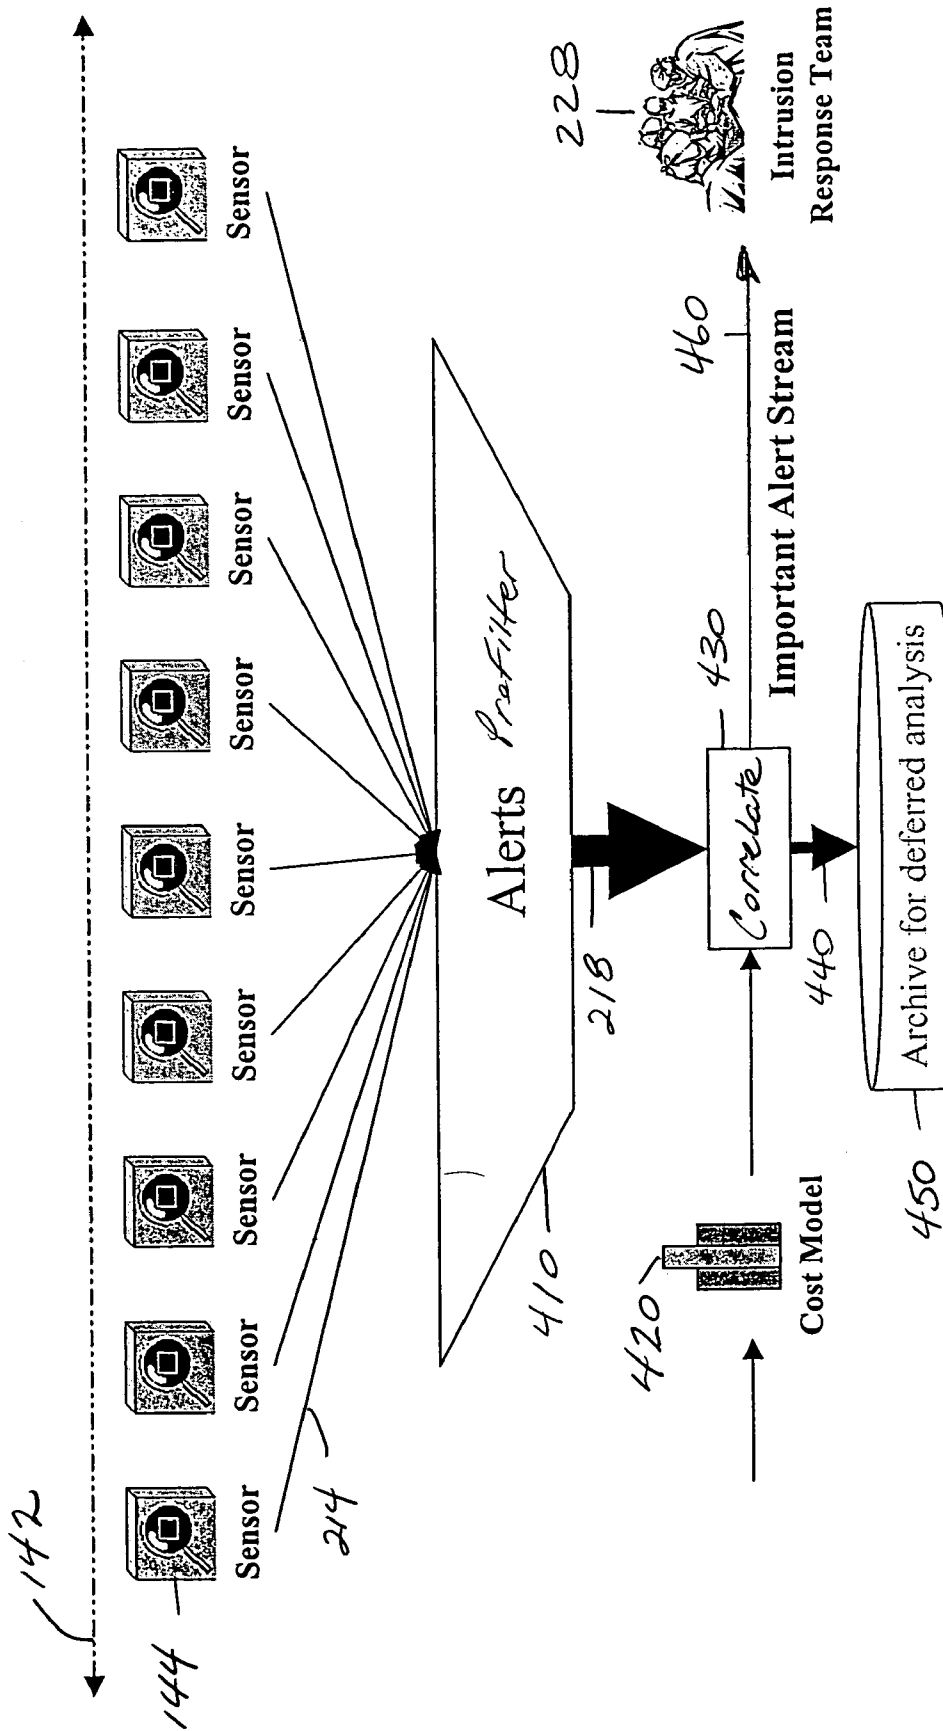 142
144
Sensor
Sensor
Sensor
Sensor
Sensor
Sensor
Sensor
Sensor
Sensor
214
Alerts Prefilter
410
218
228
420
Correlate
430
460
Cost Model
Important Alert Stream
Intrusion
Response Team
440
450
Archive for deferred analysis